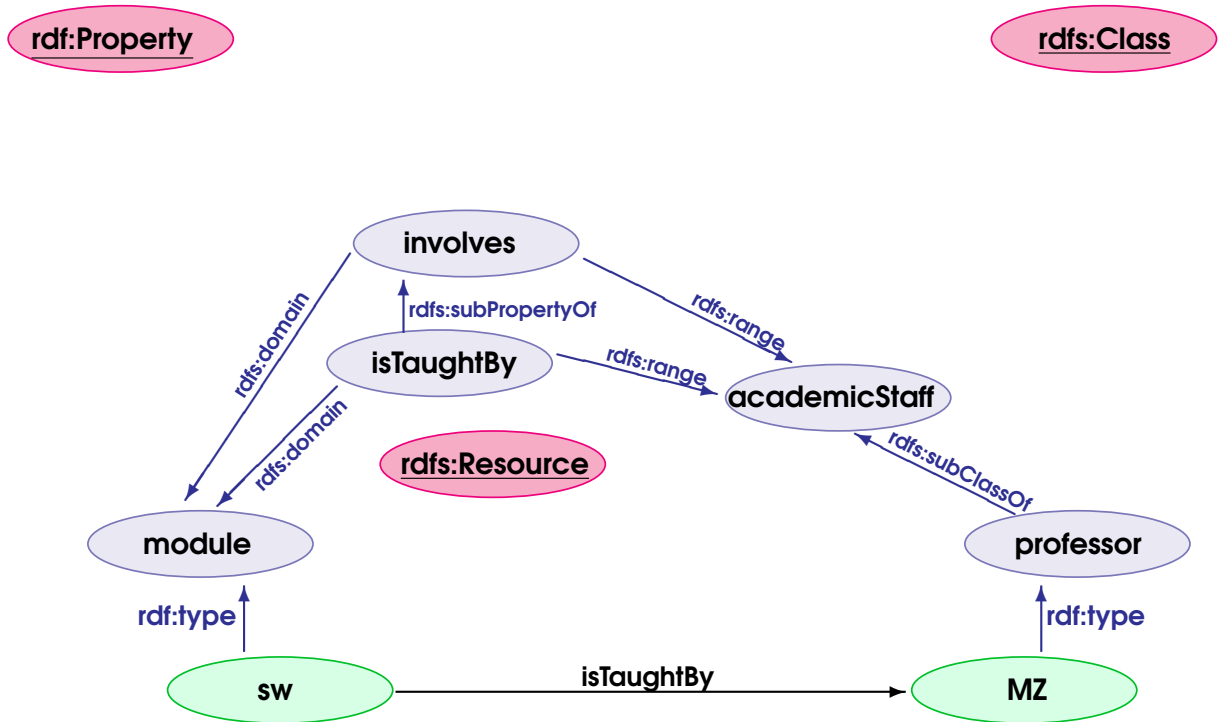 rdf:Property
rdfs:Class
involves
rdfs:domain
rdfs:subPropertyOf
rdfs:range
isTaughtBy
rdfs:range
academicStaff
rdfs:domain
rdfs:Resource
rdfs:subClassOf
module
professor
rdf:type
rdf:type
sw
isTaughtBy
MZ